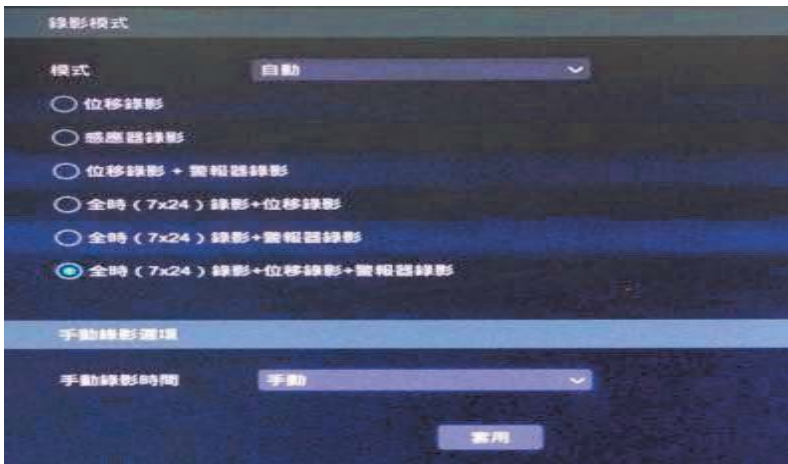 錄影模式
模式 自動
位移錄影
感應器錄影
位移錄影 + 警報器錄影
全時（7x24）錄影+位移錄影
全時（7x24）錄影+警報器錄影
全時（7x24）錄影+位移錄影+警報器錄影
手動錄影選項
手動錄影時間 手動
套用